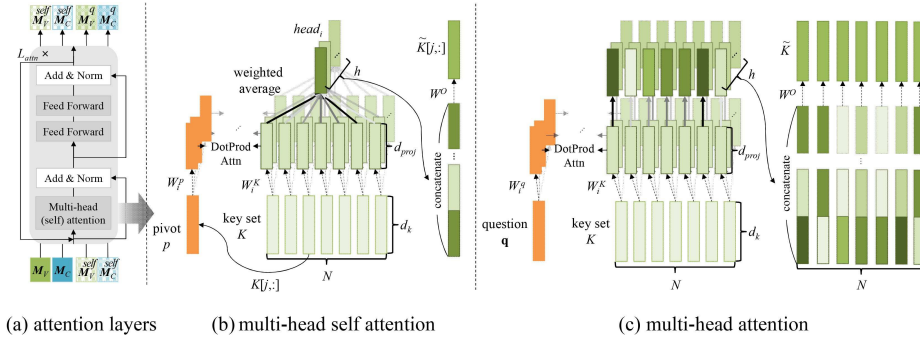 self self q q
M_V M_C M_V M_C
L_attn ×
Add & Norm
Feed Forward
Feed Forward
Add & Norm
Multi-head
(self) attention
self self
M_V M_C M_V M_C
(a) attention layers
head_i
h
weighted
average
...
DotProd
Attn
d_proj
W_i^p
W_i^K
pivot
p
key set
K
d_k
K[j,:]
N
K̃[j,:]
W^O
...
concatenate
(b) multi-head self attention
...
h
...
DotProd
Attn
d_proj
W_i^q
W_i^K
question
q
key set
K
d_k
N
K̃
W^O
...
concatenate
N
(c) multi-head attention